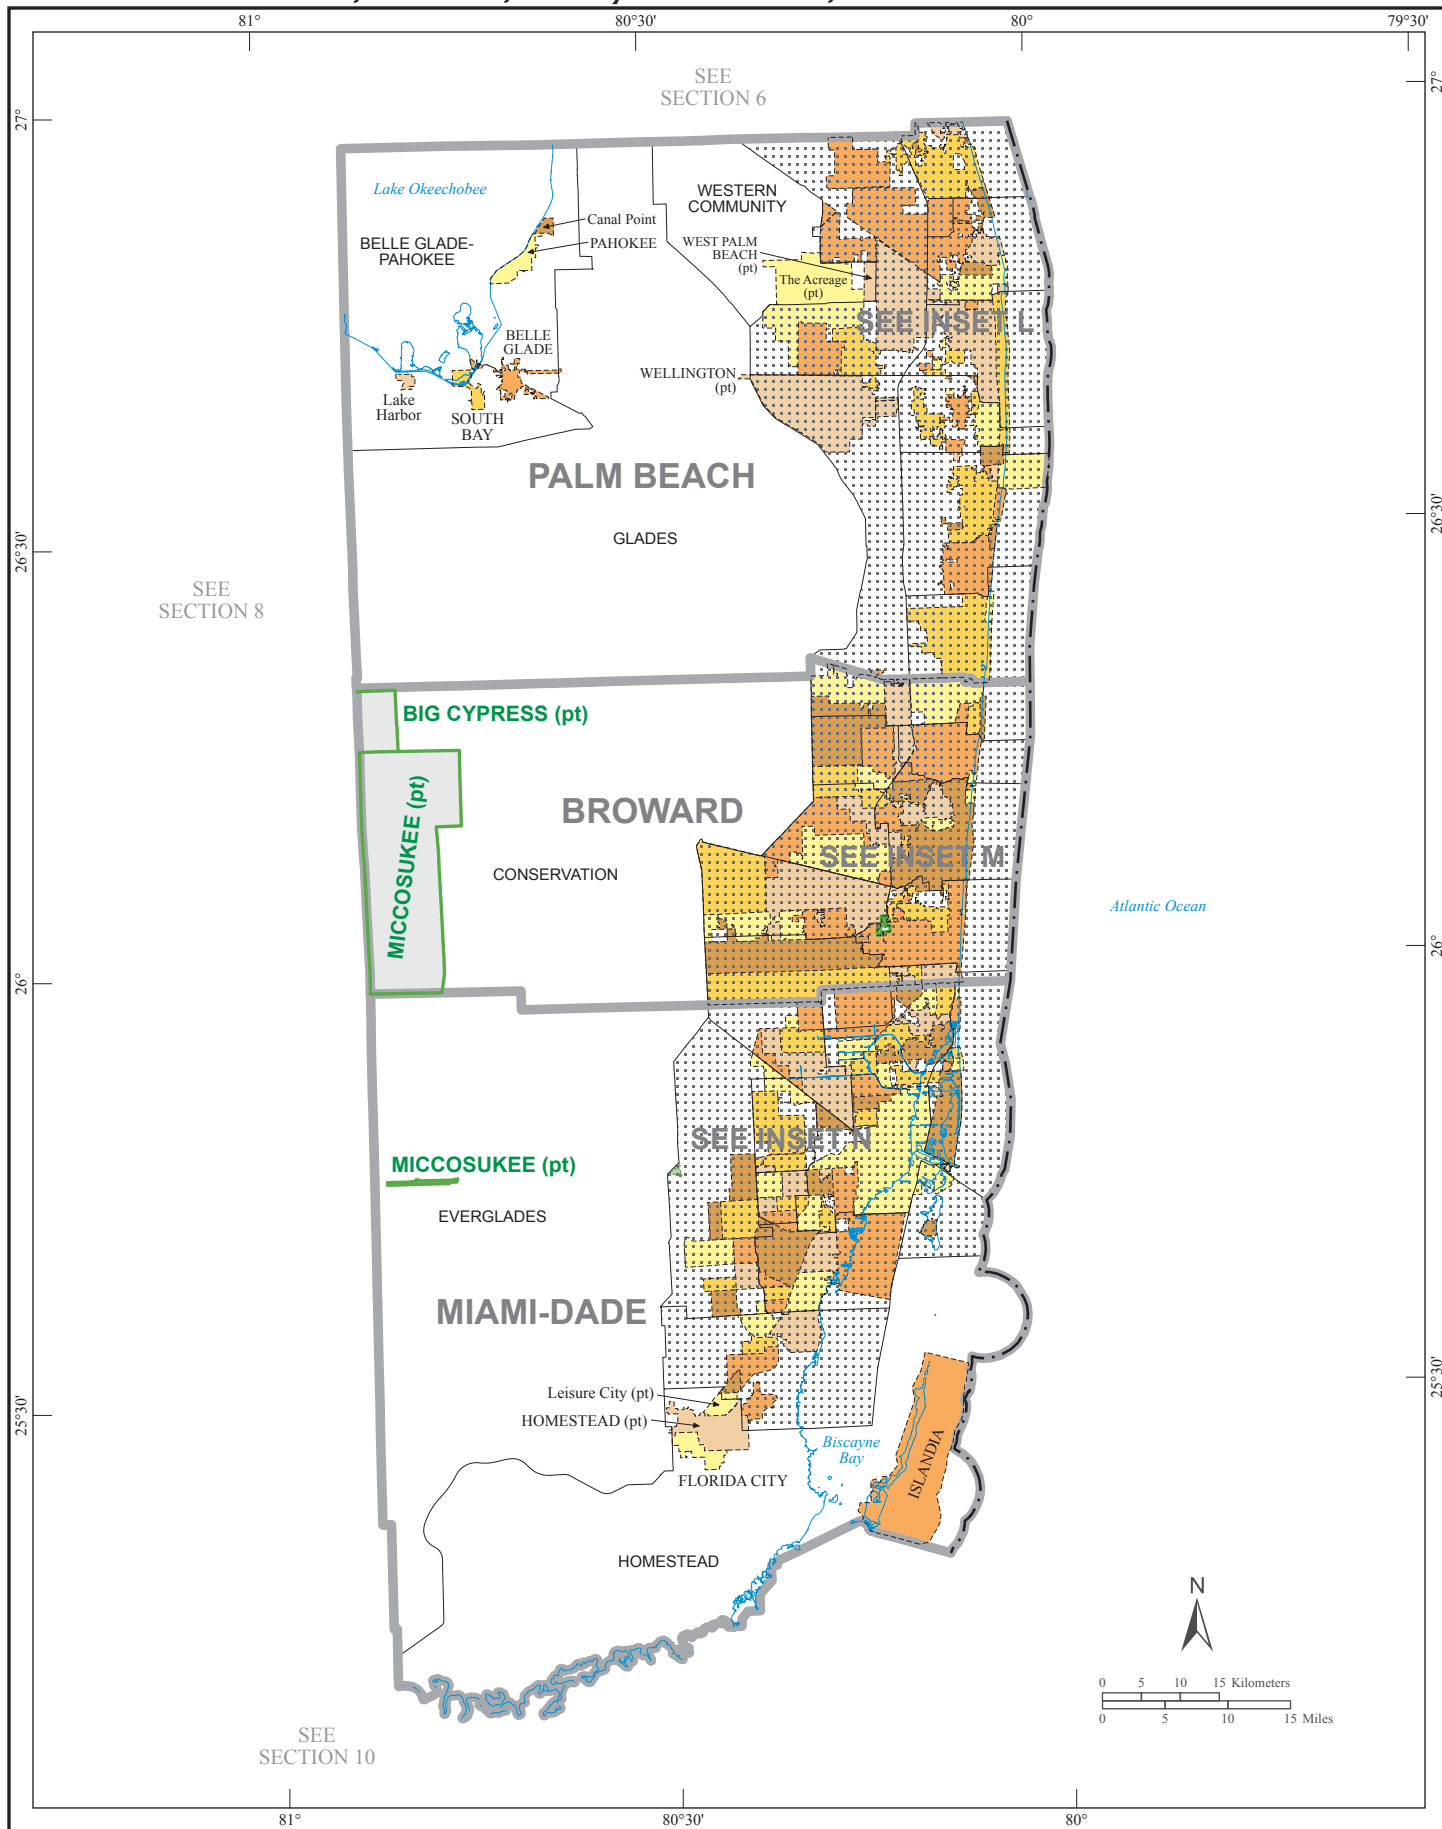 81°
80°30'
80°
79°30'
SEE
SECTION 6
27°
27°
Lake Okeechobee
WESTERN
COMMUNITY
Canal Point
BELLE GLADE-
PAHOKEE
PAHOKEE
WEST PALM
BEACH
(pt)
The Acreage
(pt)
SEE INSET L
BELLE
GLADE
WELLINGTON
(pt)
Lake
Harbor
SOUTH
BAY
PALM BEACH
GLADES
26°30'
26°30'
SEE
SECTION 8
BIG CYPRESS (pt)
MICCOSUKEE (pt)
BROWARD
SEE INSET M
CONSERVATION
Atlantic Ocean
26°
26°
SEE INSET N
MICCOSUKEE (pt)
EVERGLADES
MIAMI-DADE
25°30'
25°30'
Leisure City (pt)
HOMESTEAD (pt)
Biscayne
Bay
ISLANDIA
FLORIDA CITY
HOMESTEAD
N
0 5 10 15 Kilometers
0 5 10 15 Miles
SEE
SECTION 10
81°
80°30'
80°